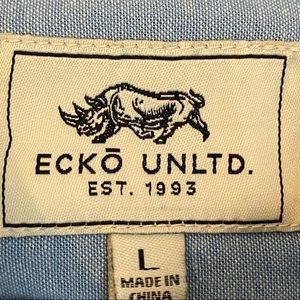 ECKŌ UNLTD.
EST. 1993
L
MADE IN
CHINA